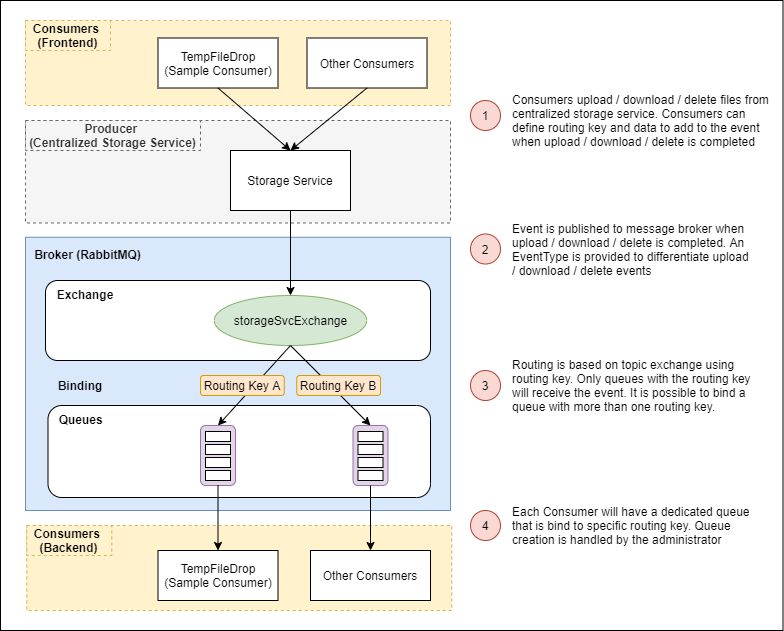 Consumers
(Frontend)
TempFileDrop
(Sample Consumer)
Other Consumers
1
Consumers upload / download / delete files from
centralized storage service. Consumers can
define routing key and data to add to the event
when upload / download / delete is completed
Producer
(Centralized Storage Service)
Storage Service
Broker (RabbitMQ)
2
Event is published to message broker when
upload / download / delete is completed. An
EventType is provided to differentiate upload
/ download / delete events
Exchange
storageSvcExchange
Binding
Routing Key A
Routing Key B
3
Routing is based on topic exchange using
routing key. Only queues with the routing key
will receive the event. It is possible to bind a
queue with more than one routing key.
Queues
4
Each Consumer will have a dedicated queue
that is bind to specific routing key. Queue
creation is handled by the administrator
Consumers
(Backend)
TempFileDrop
(Sample Consumer)
Other Consumers